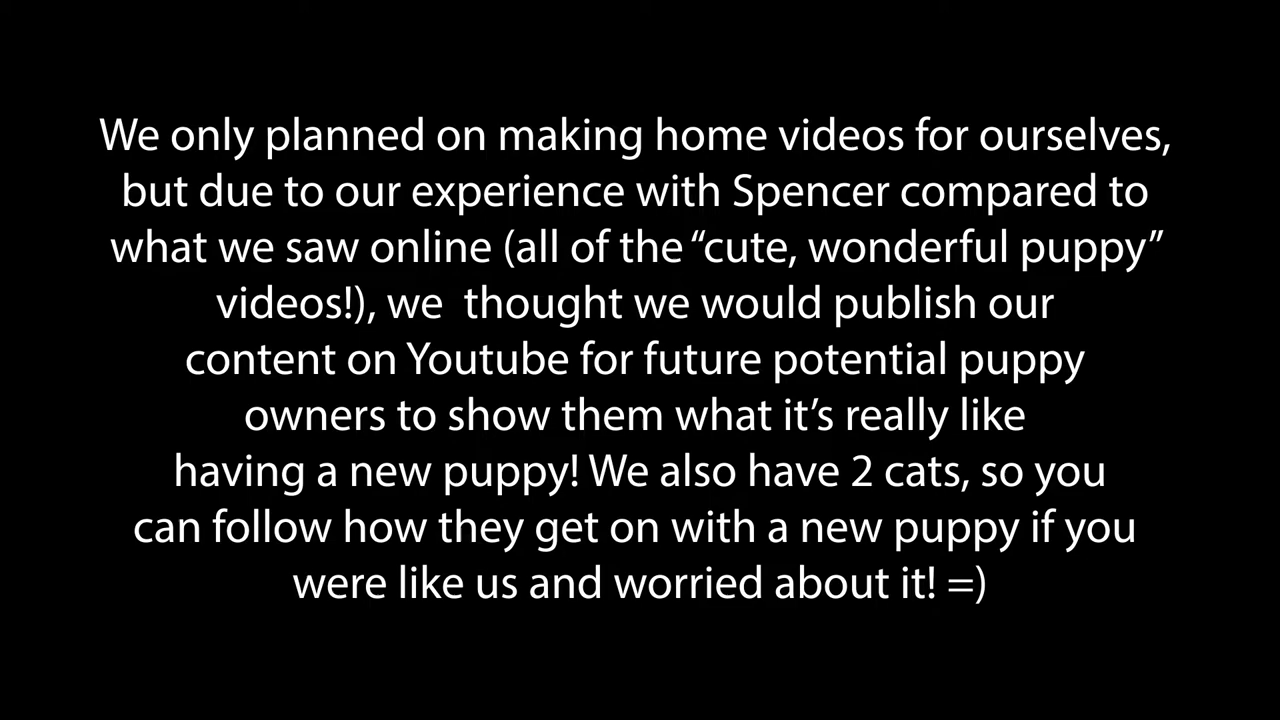 We only planned on making home videos for ourselves,
but due to our experience with Spencer compared to
what we saw online (all of the “cute, wonderful puppy”
videos!), we  thought we would publish our
content on Youtube for future potential puppy
owners to show them what it’s really like
having a new puppy! We also have 2 cats, so you
can follow how they get on with a new puppy if you
were like us and worried about it! =)